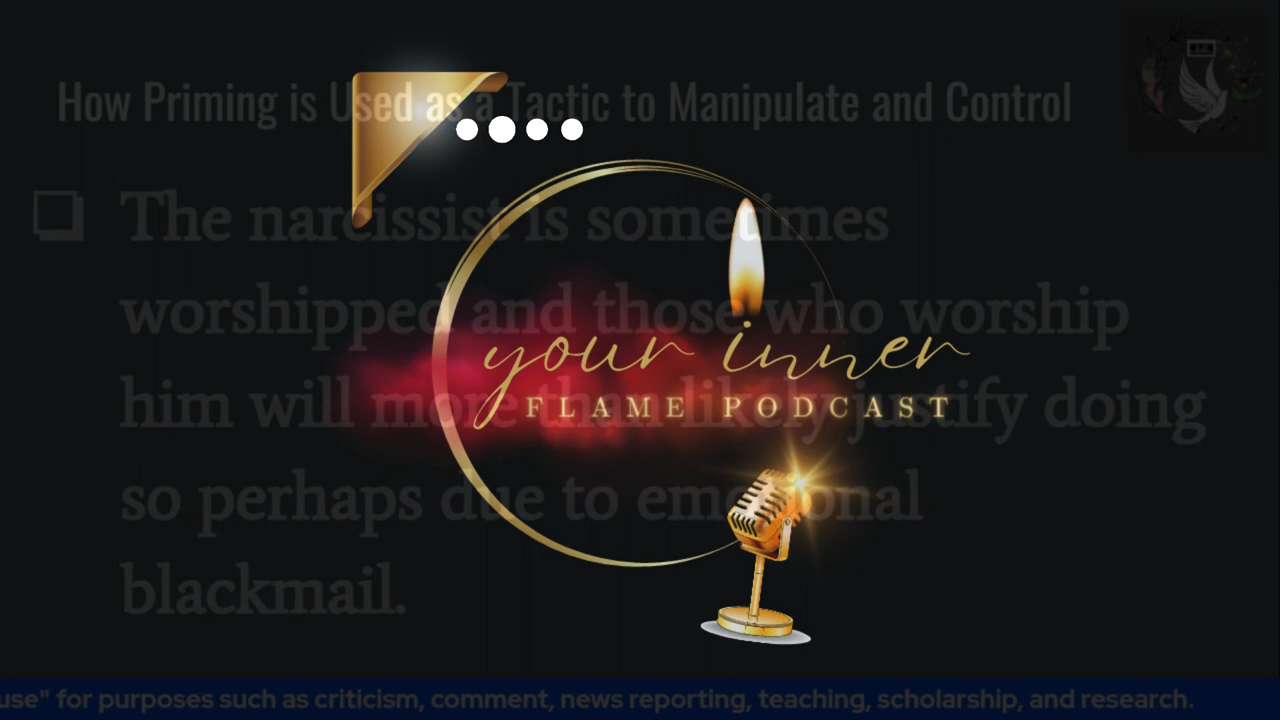 How Priming is Used as a Tactic to Manipulate and Control
The narcissist is sometimes
worshipped and those who worship
him will more than likely justify doing
so perhaps due to emotional
blackmail.
your inner
FLAME PODCAST
use" for purposes such as criticism, comment, news reporting, teaching, scholarship, and research.